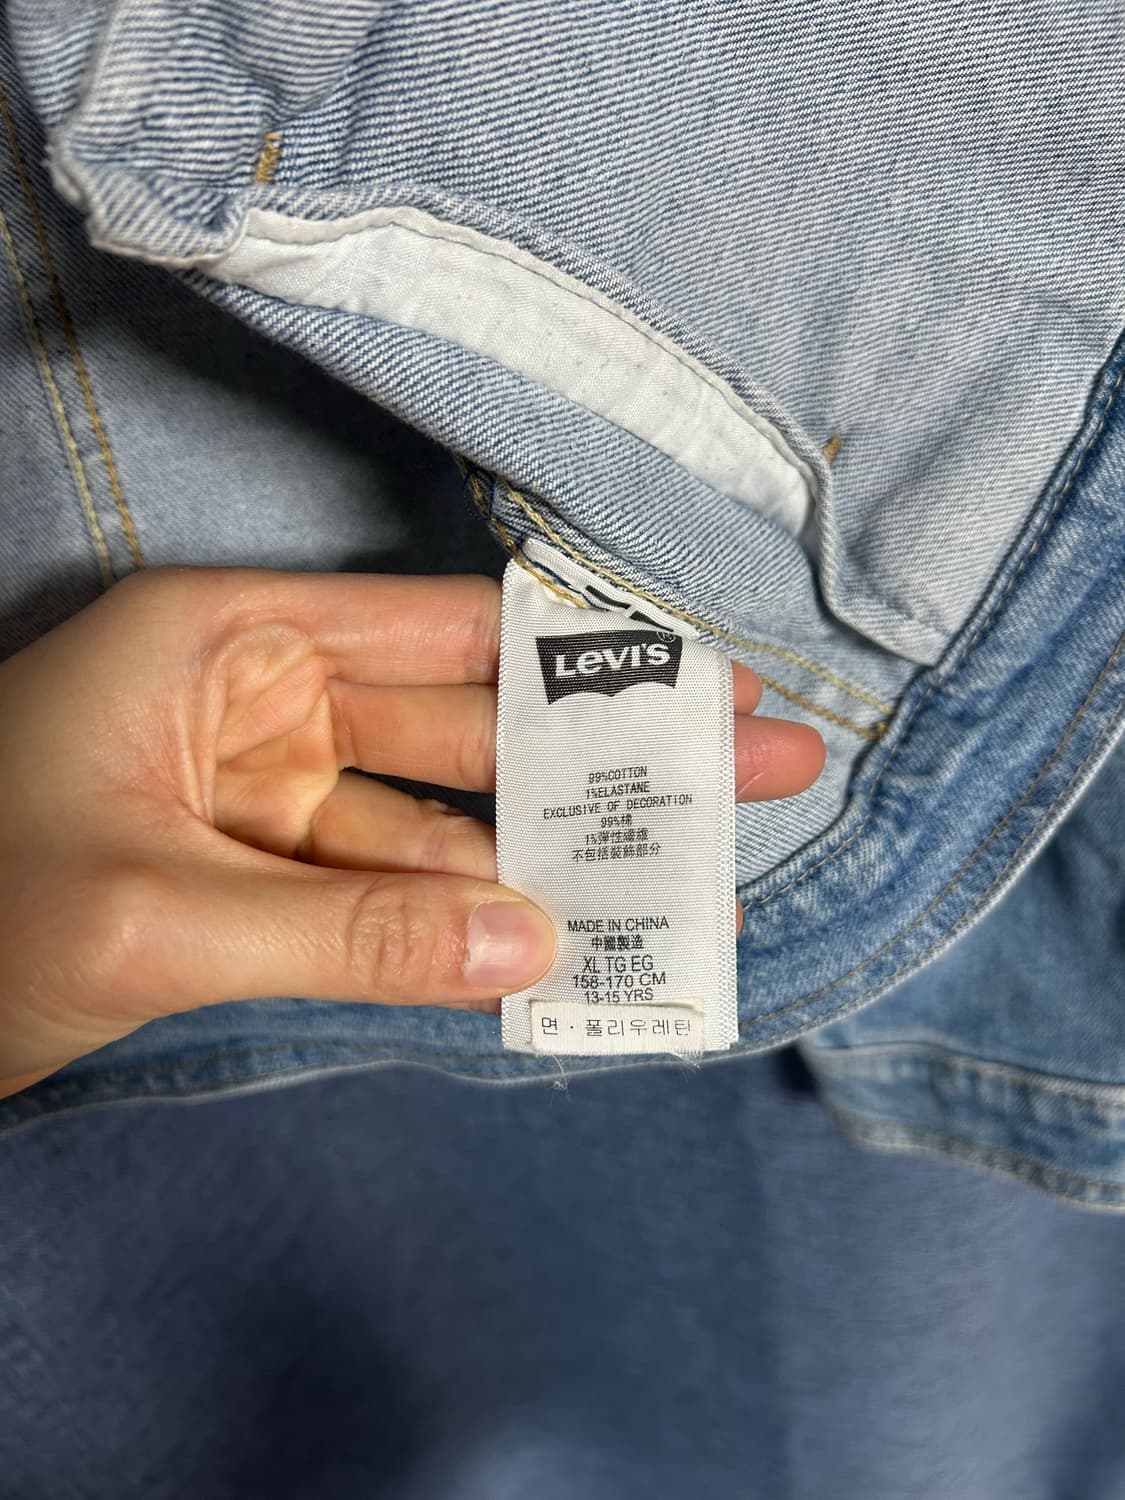 LEVI'S
®
99%COTTON
1%ELASTANE
EXCLUSIVE OF DECORATION
99%棉
1%彈性纖維
不包括裝飾部分
MADE IN CHINA
中國製造
XL TG EG
158-170 CM
13-15 YRS
면 · 폴리우레탄